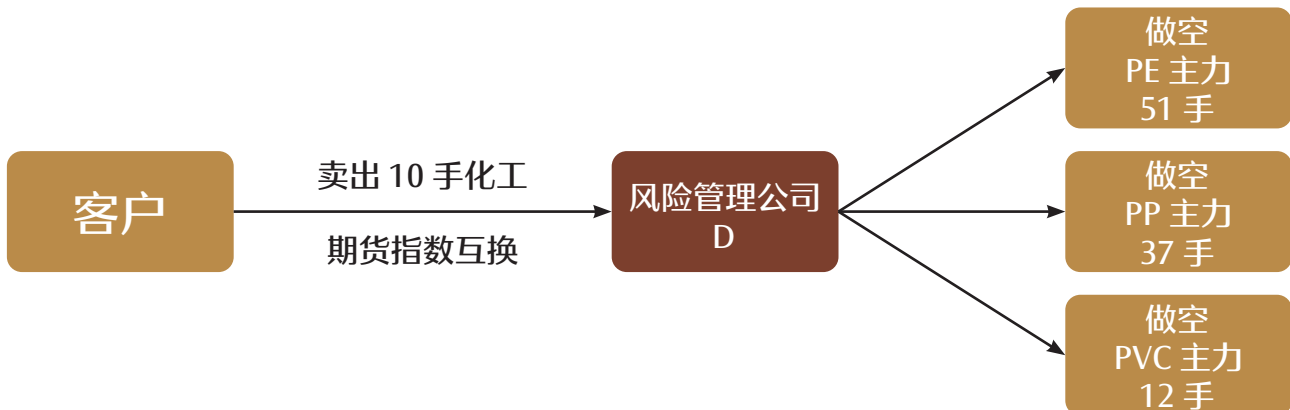 客户
卖出 10 手化工
期货指数互换
风险管理公司
D
做空
PE 主力
51 手
做空
PP 主力
37 手
做空
PVC 主力
12 手